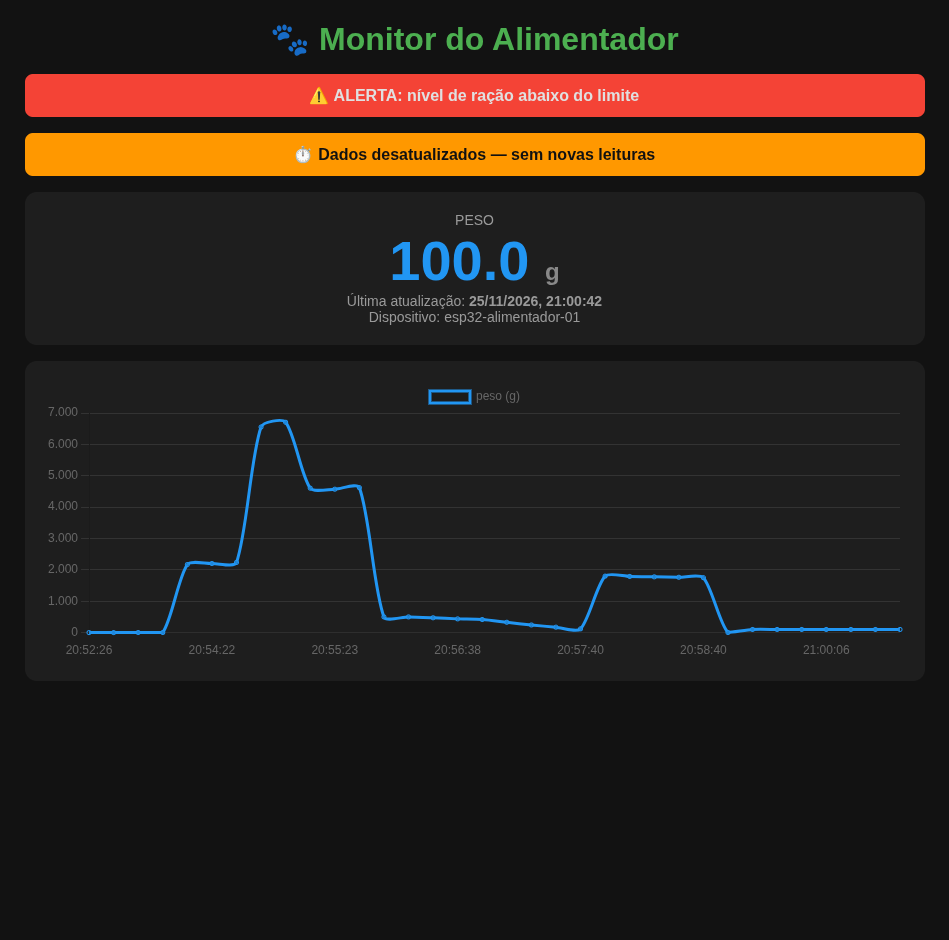 🐾 Monitor do Alimentador
⚠️ ALERTA: nível de ração abaixo do limite
⏱️ Dados desatualizados — sem novas leituras
PESO
100.0 g
Última atualização: 25/11/2026, 21:00:42
Dispositivo: esp32-alimentador-01
peso (g)
7.000
6.000
5.000
4.000
3.000
2.000
1.000
0
20:52:26 20:54:22 20:55:23 20:56:38 20:57:40 20:58:40 21:00:06